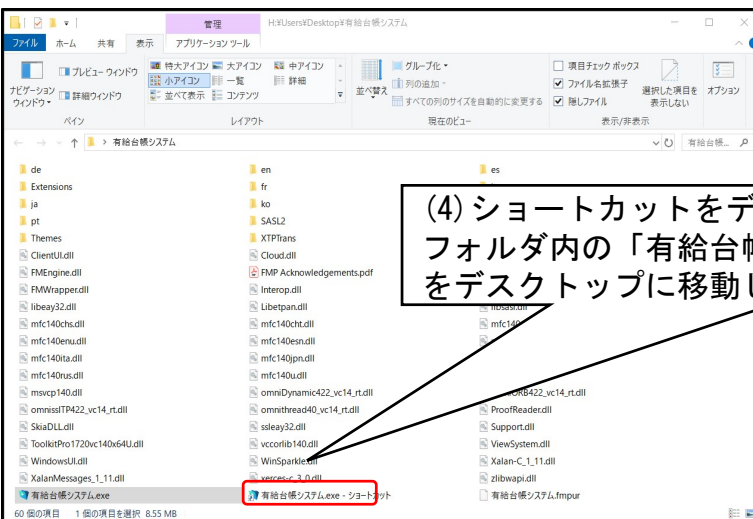 管理
H:¥Users¥Desktop¥有給台帳システム
ファイル ホーム 共有 表示 アプリケーション ツール
プレビュー ウィンドウ
詳細ウィンドウ
ナビゲーション
ウィンドウ
ペイン
特大アイコン 大アイコン 中アイコン
小アイコン 一覧 詳細
並べて表示 コンテンツ
レイアウト
並べ替え
グループ化
列の追加
すべての列のサイズを自動的に変更する
現在のビュー
項目チェック ボックス
ファイル名拡張子
隠しファイル
選択した項目を
表示しない
表示/非表示
オプション
有給台帳システム
有給台帳...
de en es
Extensions fr
ja ko
pt SASL2
Themes XTPTrans
ClientUI.dll Cloud.dll
FMEngine.dll FMP Acknowledgements.pdf
FMWrapper.dll Interop.dll
libeay32.dll Libetpan.dll libsasl.dll
mfc140chs.dll mfc140cht.dll
mfc140enu.dll mfc140esn.dll
mfc140ita.dll mfc140jpn.dll
mfc140rus.dll mfc140u.dll
msvcp140.dll omniDynamic422_vc14_rt.dll
omnissITP422_vc14_rt.dll omnithread40_vc14_rt.dll ProofReader.dll
SkiaDLL.dll ssleay32.dll Support.dll
ToolkitPro1720vc140x64U.dll vccorlib140.dll ViewSystem.dll
WindowsUI.dll WinSparkle.dll Xalan-C_1_11.dll
XalanMessages_1_11.dll xerces-c_3_0.dll zlibwapi.dll
有給台帳システム.exe 有給台帳システム.exe - ショートカット 有給台帳システム.fmpur
60 個の項目 1 個の項目を選択 8.55 MB
(4)ショートカットをデ
フォルダ内の「有給台帳
をデスクトップに移動し